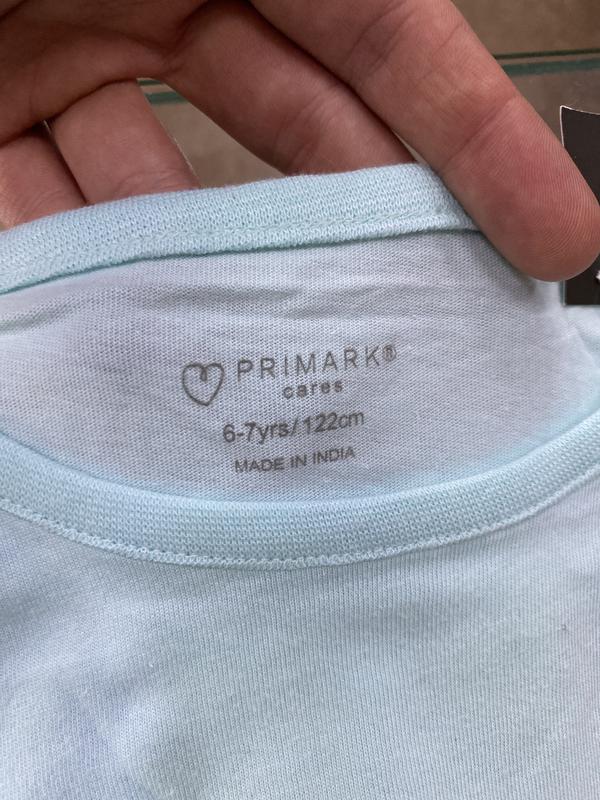 PRIMARK®
cares
6-7yrs/122cm
MADE IN INDIA